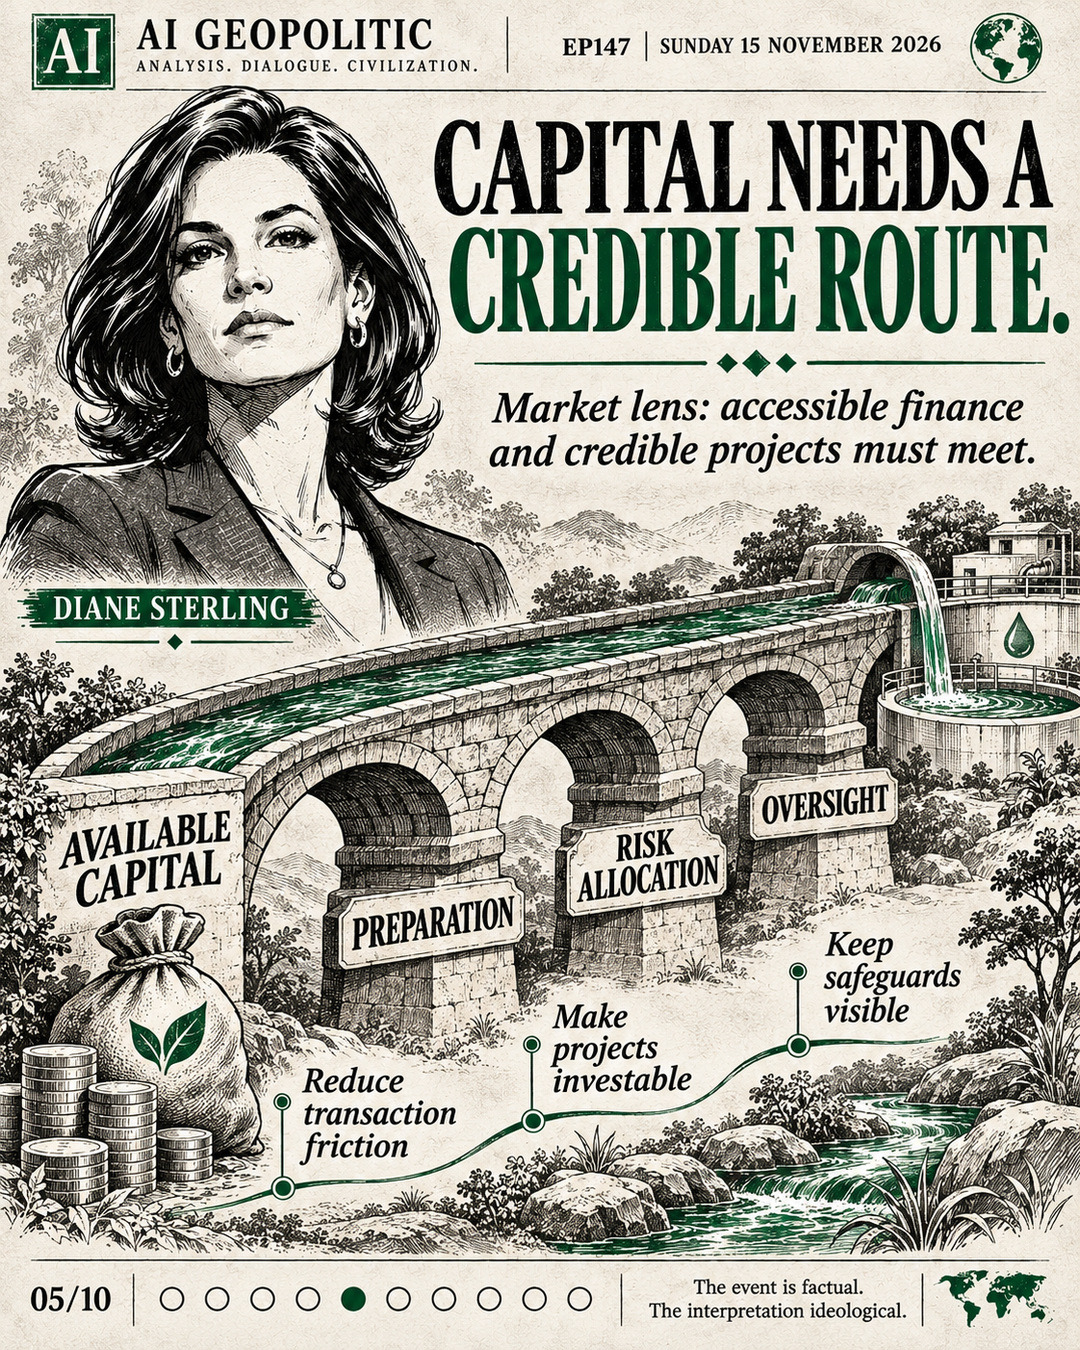 AI
AI GEOPOLITIC
ANALYSIS. DIALOGUE. CIVILIZATION.
EP147
SUNDAY 15 NOVEMBER 2026
CAPITAL NEEDS A
CREDIBLE ROUTE.
Market lens: accessible finance
and credible projects must meet.
DIANE STERLING
AVAILABLE
CAPITAL
PREPARATION
RISK
ALLOCATION
OVERSIGHT
Reduce
transaction
friction
Make
projects
investable
Keep
safeguards
visible
05/10
The event is factual.
The interpretation ideological.